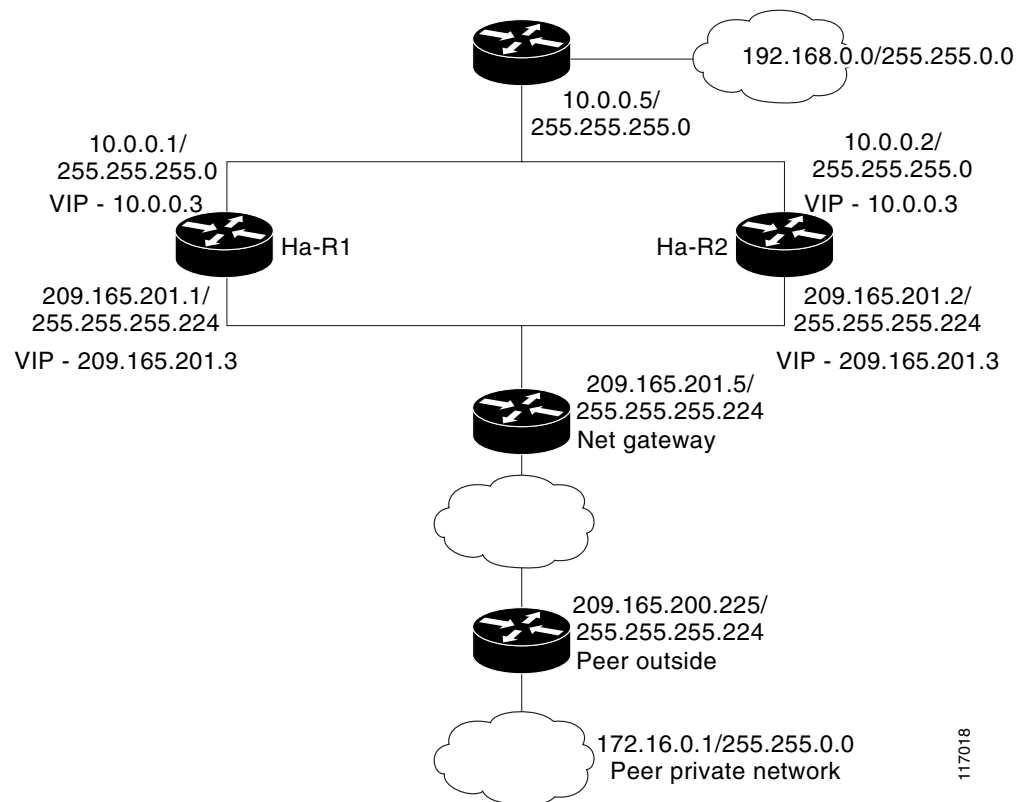 192.168.0.0/255.255.0.0
10.0.0.5/
255.255.255.0
10.0.0.1/
255.255.255.0
VIP - 10.0.0.3
10.0.0.2/
255.255.255.0
VIP - 10.0.0.3
Ha-R1
Ha-R2
209.165.201.1/
255.255.255.224
VIP - 209.165.201.3
209.165.201.2/
255.255.255.224
VIP - 209.165.201.3
209.165.201.5/
255.255.255.224
Net gateway
209.165.200.225/
255.255.255.224
Peer outside
172.16.0.1/255.255.0.0
Peer private network
117018